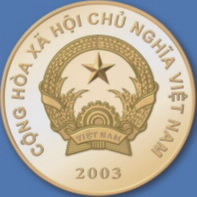 CỘNG HÒA XÃ HỘI CHỦ NGHĨA VIỆT NAM
VIỆT NAM
2003